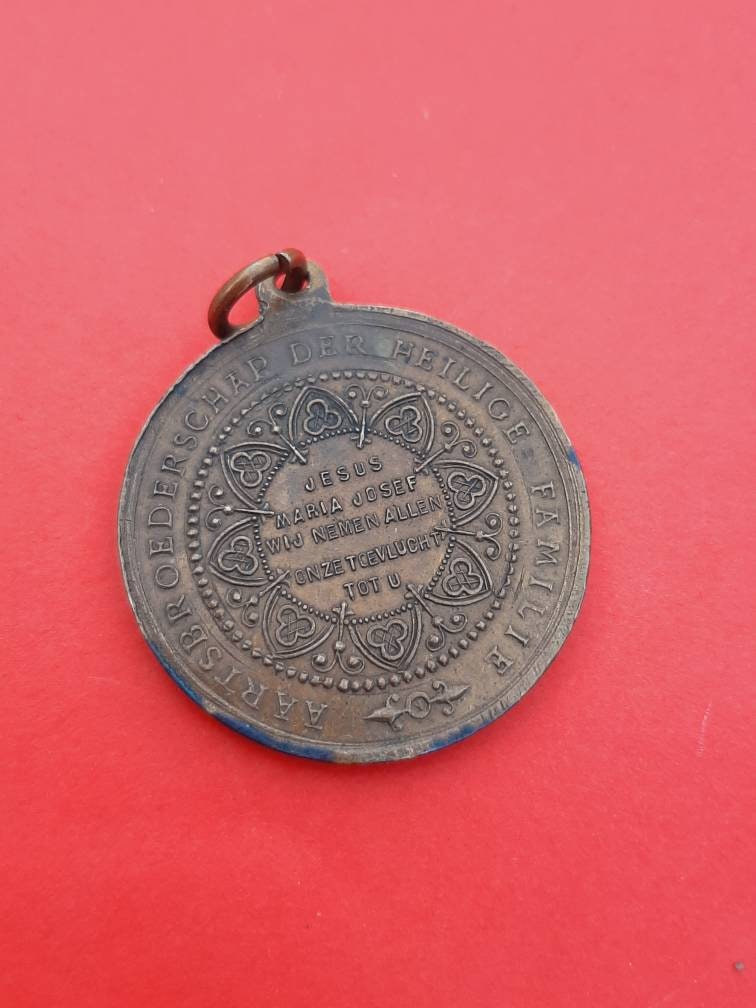 AARTSBROEDERSCHAP DER HEILIGE FAMILIE
JESUS
MARIA JOSEF
WIJ NEMEN ALLEN
ONZE TOEVLUCHT
TOT U